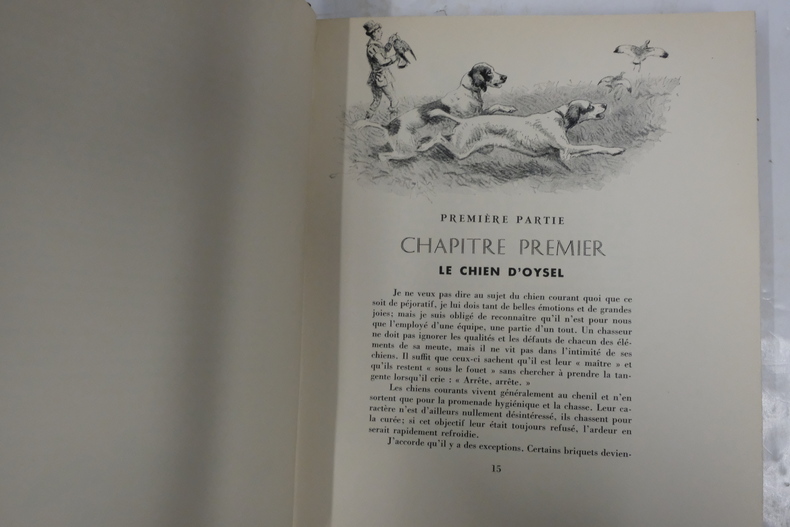 PREMIÈRE PARTIE
CHAPITRE PREMIER
LE CHIEN D'OYSEL
Je ne veux pas dire au sujet du chien courant quoi que ce
soit de péjoratif, je lui dois tant de belles émotions et de grandes
joies; mais je suis obligé de reconnaître qu'il n'est pour nous
que l'employé d'une équipe, une partie d'un tout. Un chasseur
ne doit pas ignorer les qualités et les défauts de chacun des élé-
ments de sa meute, mais il ne vit pas dans l'intimité de ses
chiens. Il suffit que ceux-ci sachent qu'il est leur « maître » et
qu'ils restent « sous le fouet » sans chercher à prendre la tan-
gente lorsqu'il crie : « Arrête, arrête. »
Les chiens courants vivent généralement au chenil et n'en
sortent que pour la promenade hygiénique et la chasse. Leur ca-
ractère n'est d'ailleurs nullement désintéressé, ils chassent pour
la curée; si cet objectif leur était toujours refusé, l'ardeur en
serait rapidement refroidie.
J'accorde qu'il y a des exceptions. Certains briquets devien-
15